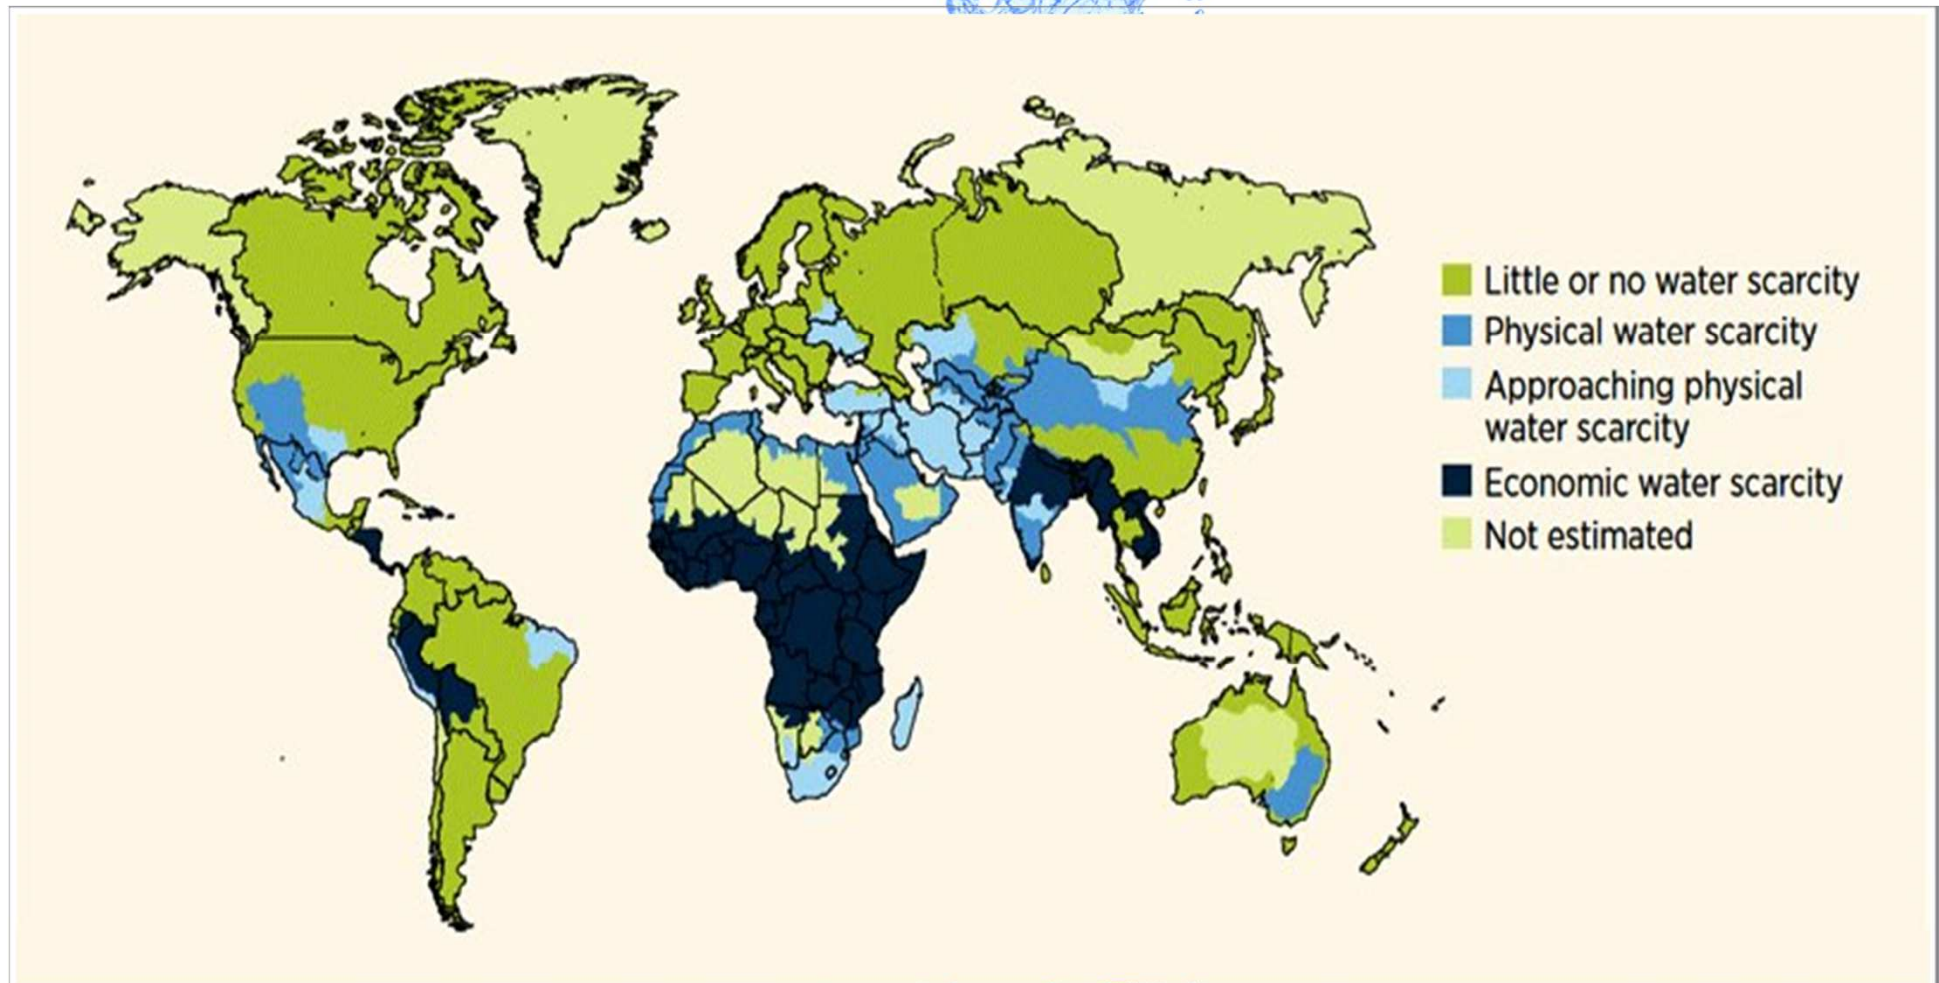 Little or no water scarcity
Physical water scarcity
Approaching physical
water scarcity
Economic water scarcity
Not estimated